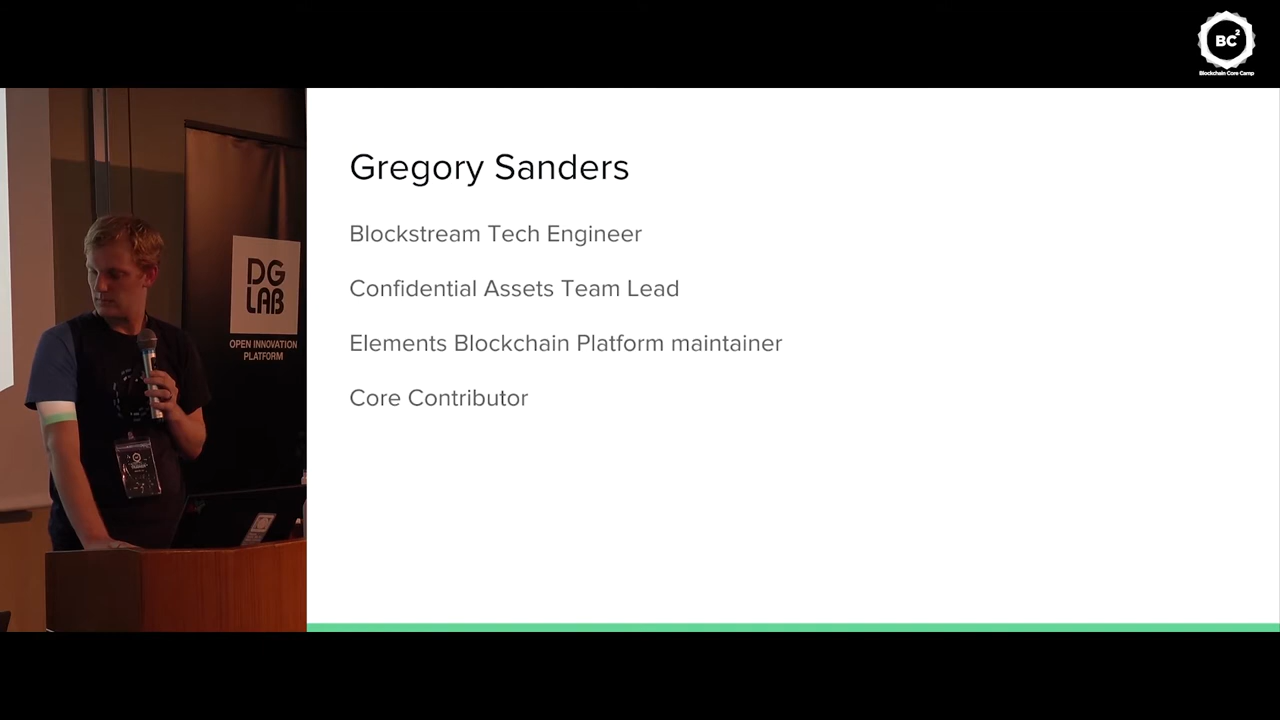 BC2
Blockchain Core Camp
Gregory Sanders
Blockstream Tech Engineer
Confidential Assets Team Lead
Elements Blockchain Platform maintainer
Core Contributor
DG
LAB
OPEN INNOVATION
PLATFORM